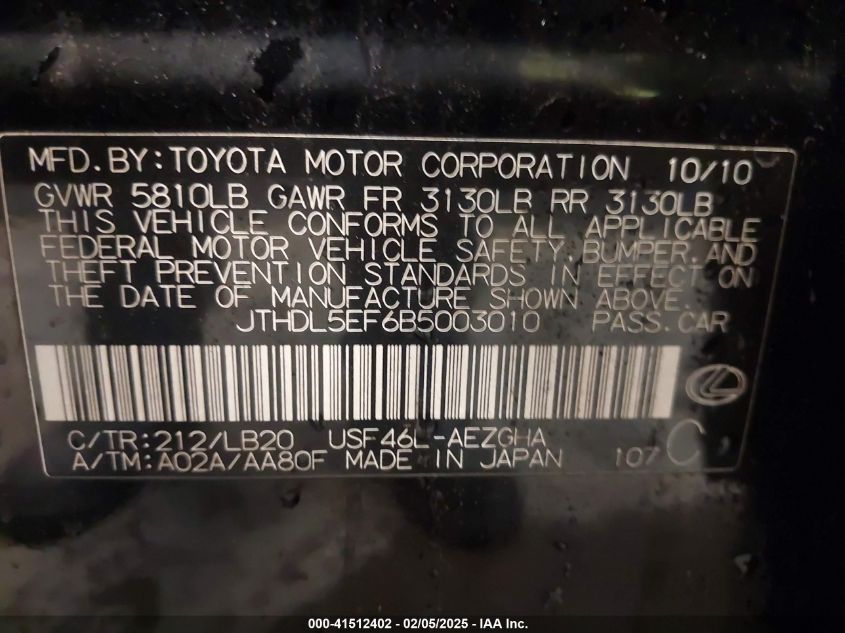 MFD.BY:TOYOTA MOTOR CORPORATION 10/10
GVWR 5810LB GAWR FR 3130LB RR 3130LB
THIS VEHICLE CONFORMS TO ALL APPLICABLE
FEDERAL MOTOR VEHICLE SAFETY,BUMPER,AND
THEFT PREVENTION STANDARDS IN EFFECT ON
THE DATE OF MANUFACTURE SHOWN ABOVE.
JTHDL5EF6B5003010 PASS.CAR
C/TR:212/LB20 USF46L-AEZGHA
A/TM:A02A/AA80F MADE IN JAPAN 107 C
000-41512402 - 02/05/2025 - IAA Inc.